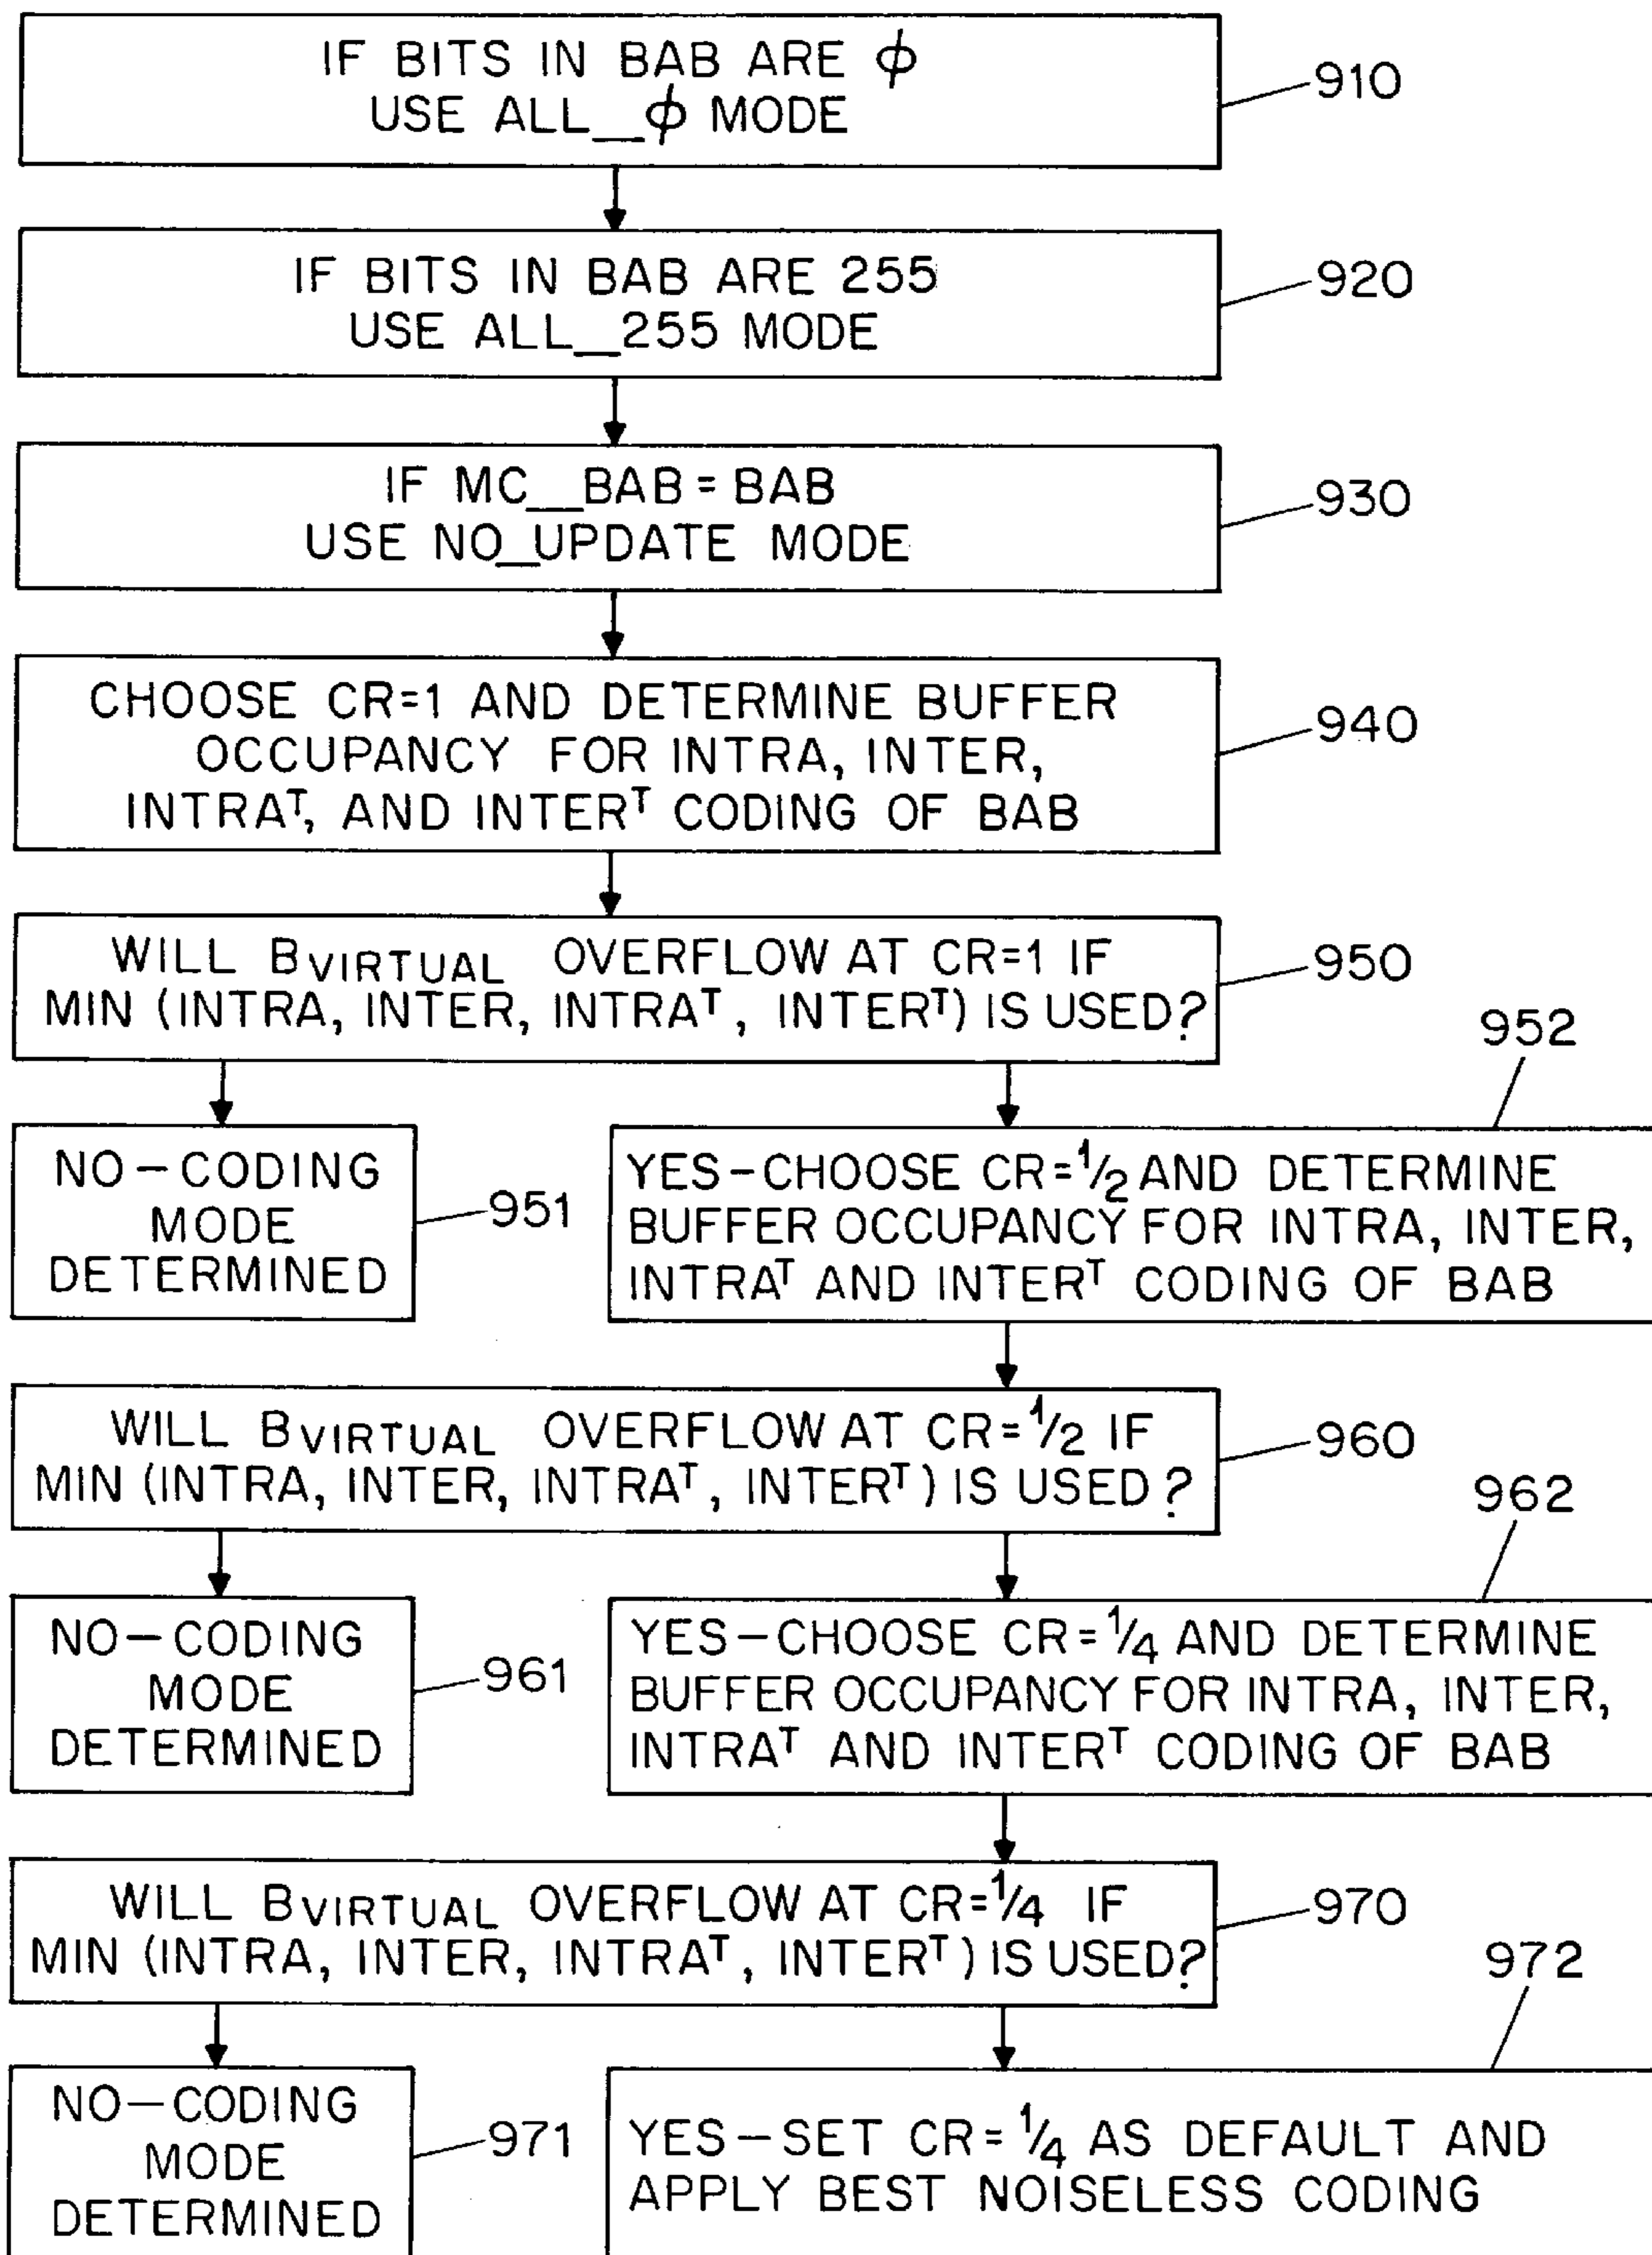 IF BITS IN BAB ARE ϕ
USE ALL__ϕ MODE
910
IF BITS IN BAB ARE 255
USE ALL__255 MODE
920
IF MC__BAB = BAB
USE NO_UPDATE MODE
930
CHOOSE CR=1 AND DETERMINE BUFFER
OCCUPANCY FOR INTRA, INTER,
INTRAᵀ, AND INTERᵀ CODING OF BAB
940
WILL BVIRTUAL OVERFLOW AT CR=1 IF
MIN (INTRA, INTER, INTRAᵀ, INTERᵀ) IS USED?
950
952
NO–CODING
MODE
DETERMINED
951
YES–CHOOSE CR=1/2 AND DETERMINE
BUFFER OCCUPANCY FOR INTRA, INTER,
INTRAᵀ AND INTERᵀ CODING OF BAB
WILL BVIRTUAL OVERFLOW AT CR=1/2 IF
MIN (INTRA, INTER, INTRAᵀ, INTERᵀ) IS USED?
960
962
NO–CODING
MODE
DETERMINED
961
YES–CHOOSE CR=1/4 AND DETERMINE
BUFFER OCCUPANCY FOR INTRA, INTER,
INTRAᵀ AND INTERᵀ CODING OF BAB
WILL BVIRTUAL OVERFLOW AT CR=1/4 IF
MIN (INTRA, INTER, INTRAᵀ, INTERᵀ) IS USED?
970
972
NO–CODING
MODE
DETERMINED
971
YES–SET CR=1/4 AS DEFAULT AND
APPLY BEST NOISELESS CODING